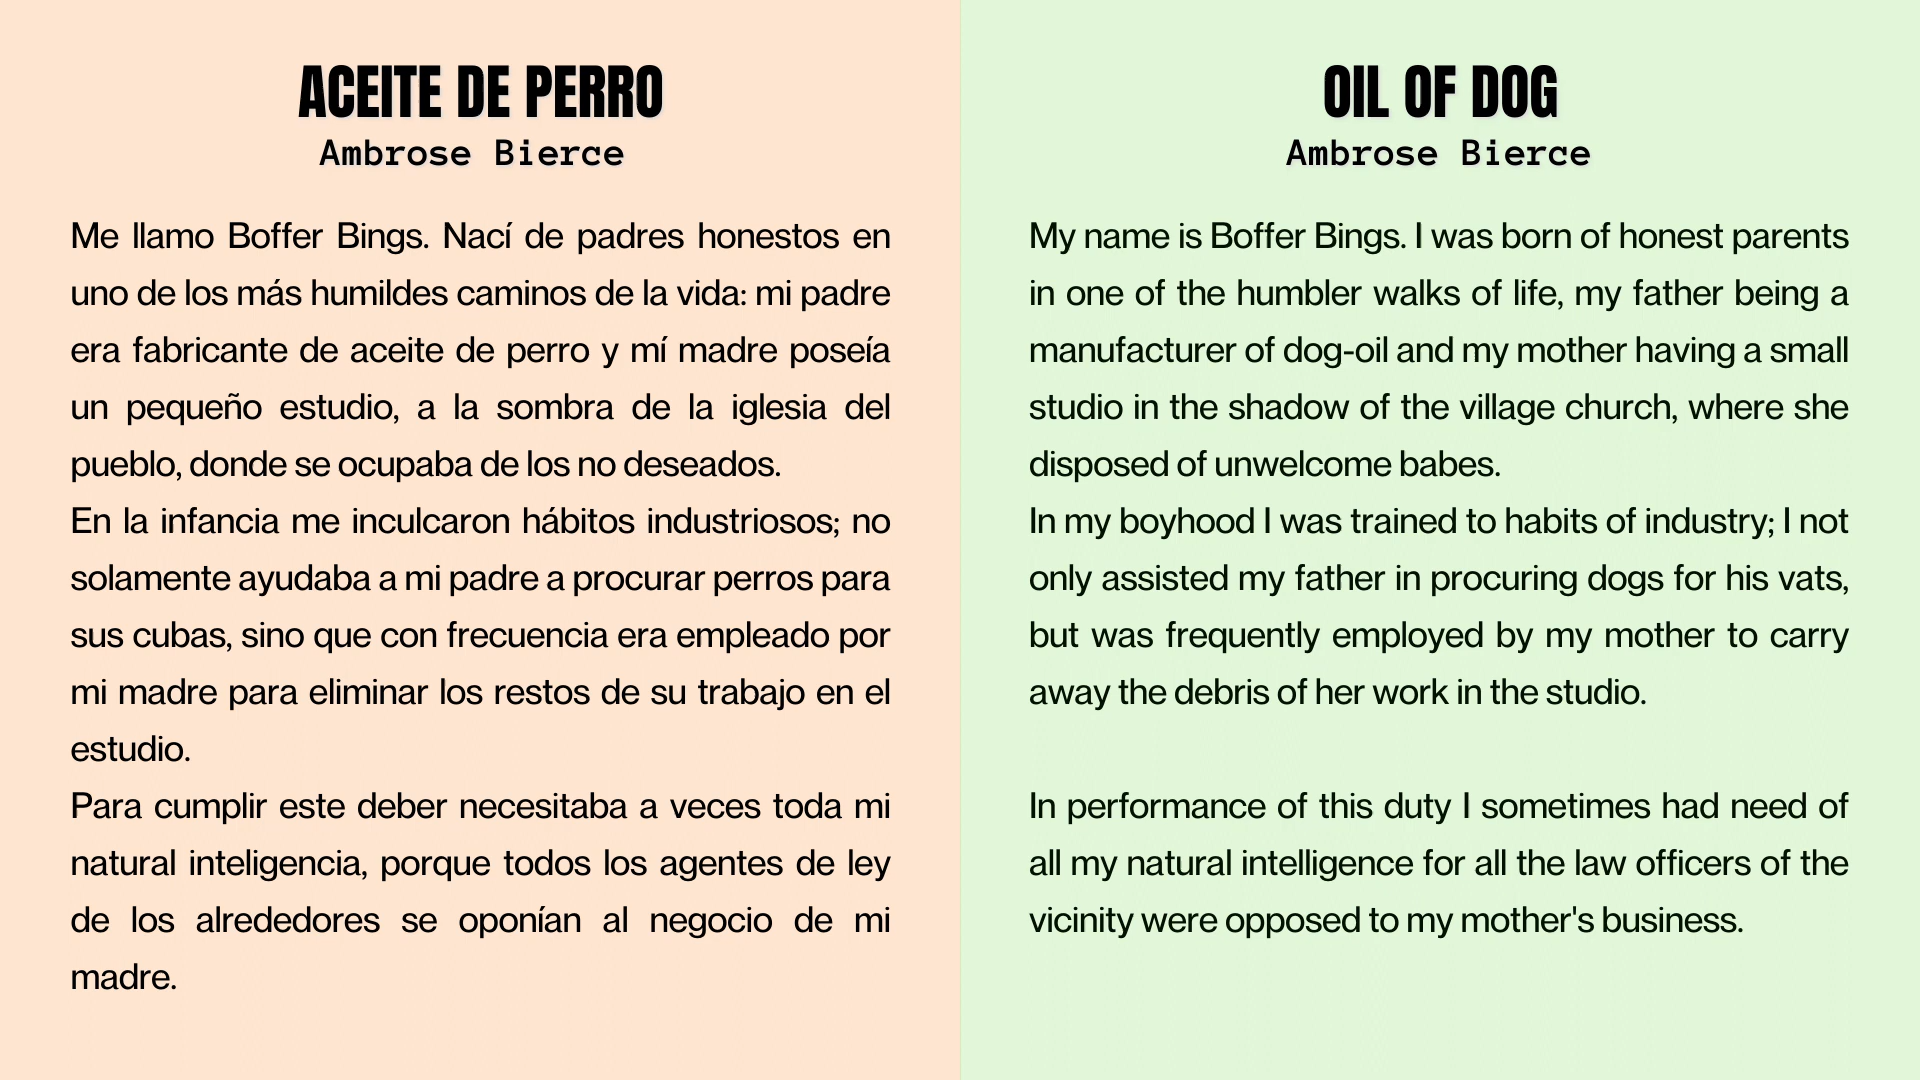 ACEITE DE PERRO
Ambrose Bierce
Me llamo Boffer Bings. Nací de padres honestos en
uno de los más humildes caminos de la vida: mi padre
era fabricante de aceite de perro y mí madre poseía
un pequeño estudio, a la sombra de la iglesia del
pueblo, donde se ocupaba de los no deseados.
En la infancia me inculcaron hábitos industriosos; no
solamente ayudaba a mi padre a procurar perros para
sus cubas, sino que con frecuencia era empleado por
mi madre para eliminar los restos de su trabajo en el
estudio.
Para cumplir este deber necesitaba a veces toda mi
natural inteligencia, porque todos los agentes de ley
de los alrededores se oponían al negocio de mi
madre.
OIL OF DOG
Ambrose Bierce
My name is Boffer Bings. I was born of honest parents
in one of the humbler walks of life, my father being a
manufacturer of dog-oil and my mother having a small
studio in the shadow of the village church, where she
disposed of unwelcome babes.
In my boyhood I was trained to habits of industry; I not
only assisted my father in procuring dogs for his vats,
but was frequently employed by my mother to carry
away the debris of her work in the studio.
In performance of this duty I sometimes had need of
all my natural intelligence for all the law officers of the
vicinity were opposed to my mother's business.